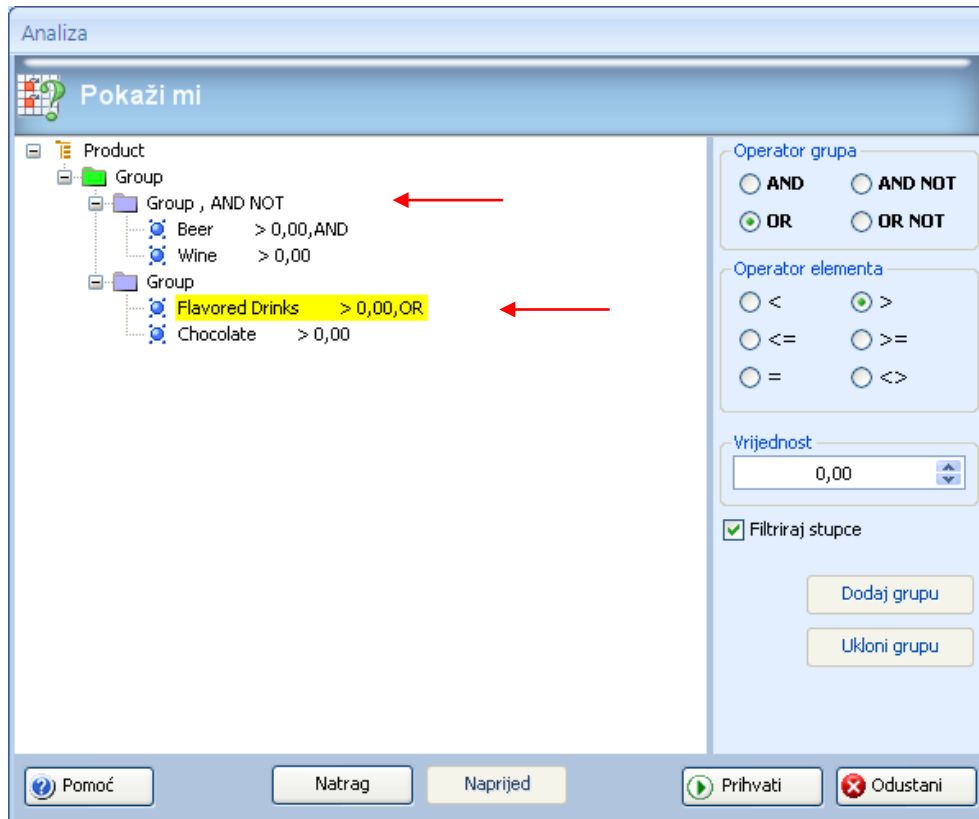 Analiza
Pokaži mi
Product
Group
Group , AND NOT
Beer > 0,00,AND
Wine > 0,00
Group
Flavored Drinks > 0,00,OR
Chocolate > 0,00
Operator grupa
AND AND NOT
OR OR NOT
Operator elementa
< >
<= >=
= <>
Vrijednost
0,00
Filtriraj stupce
Dodaj grupu
Ukloni grupu
Pomoć Natrag Naprijed Prihvati Odustani